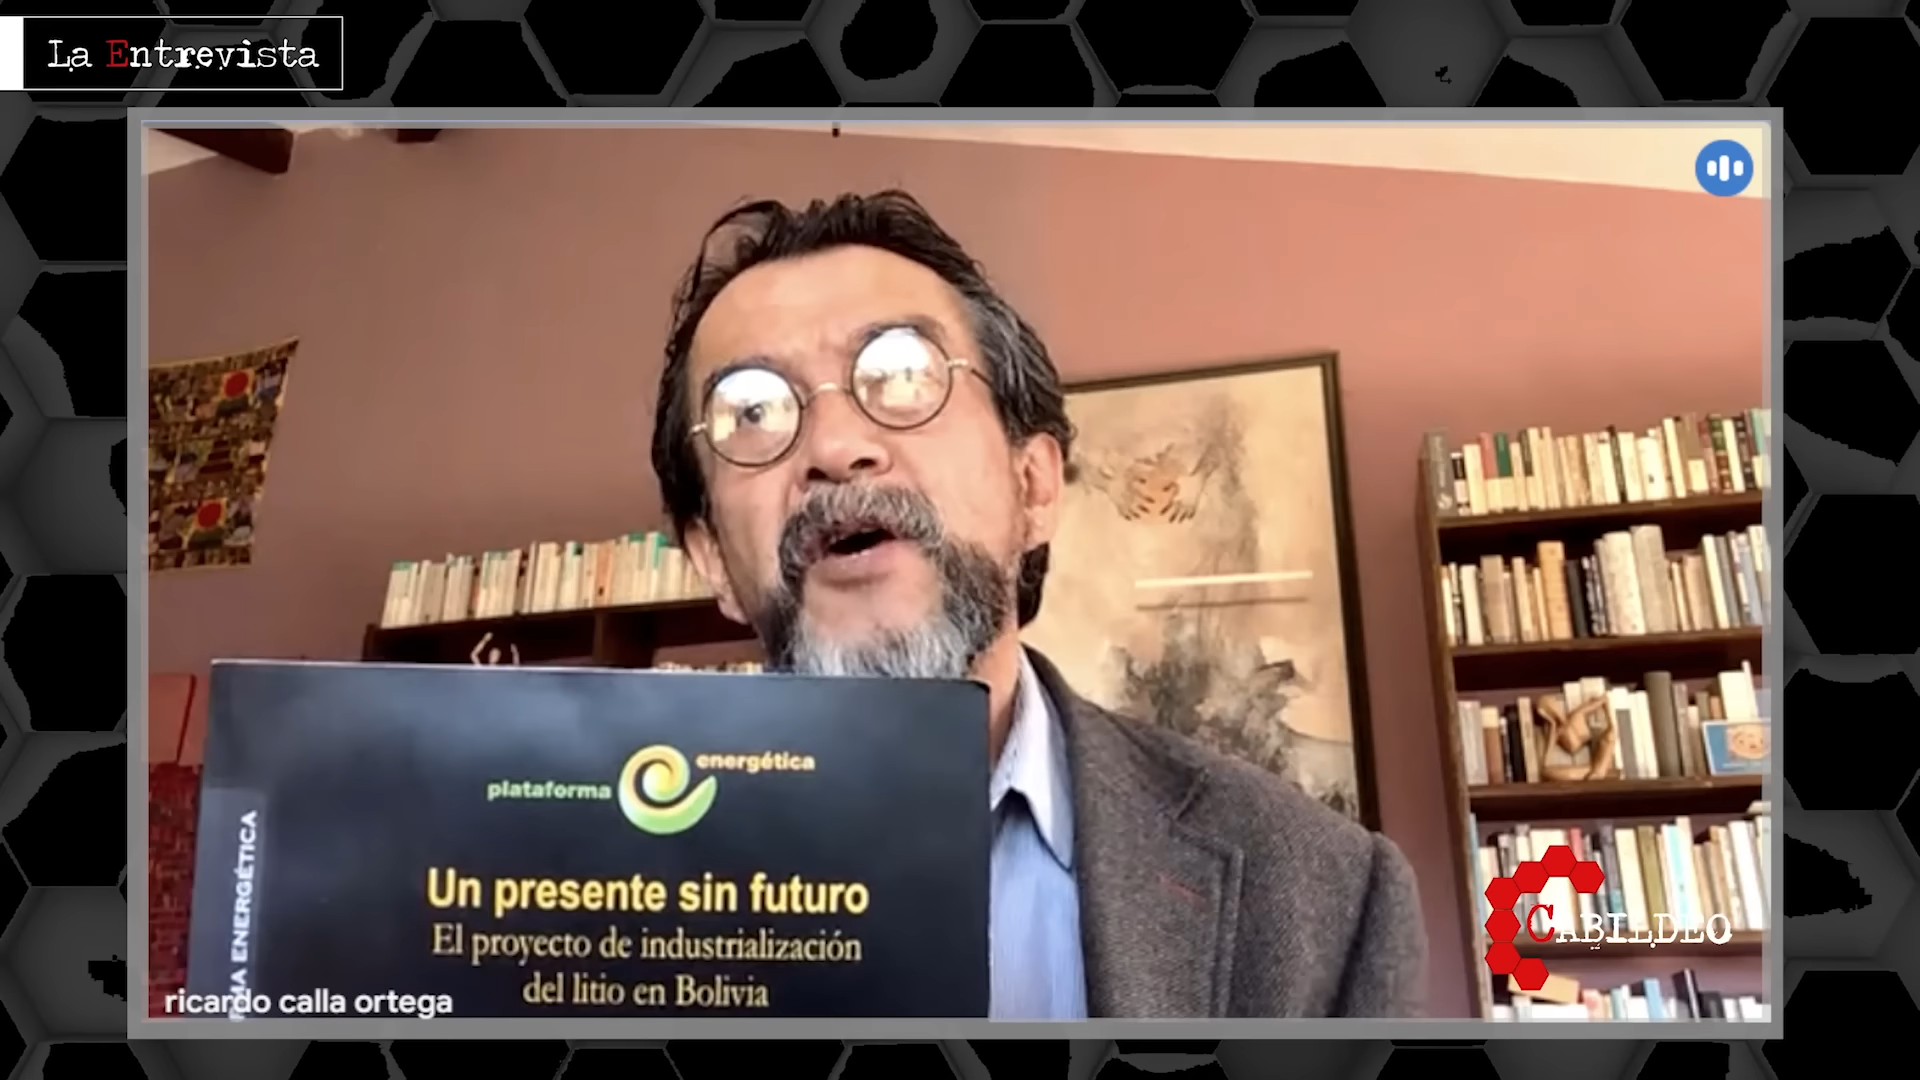 La Entrevista
plataforma energética
Un presente sin futuro
El proyecto de industrialización
del litio en Bolivia
MA ENERGÉTICA
ricardo calla ortega
CABILDEO